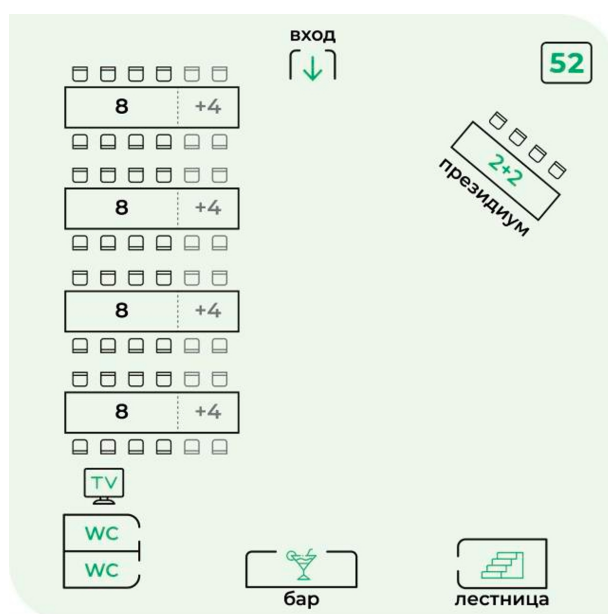 вход
52
8 +4
2+2
президиум
8 +4
8 +4
8 +4
TV
WC
WC
бар
лестница